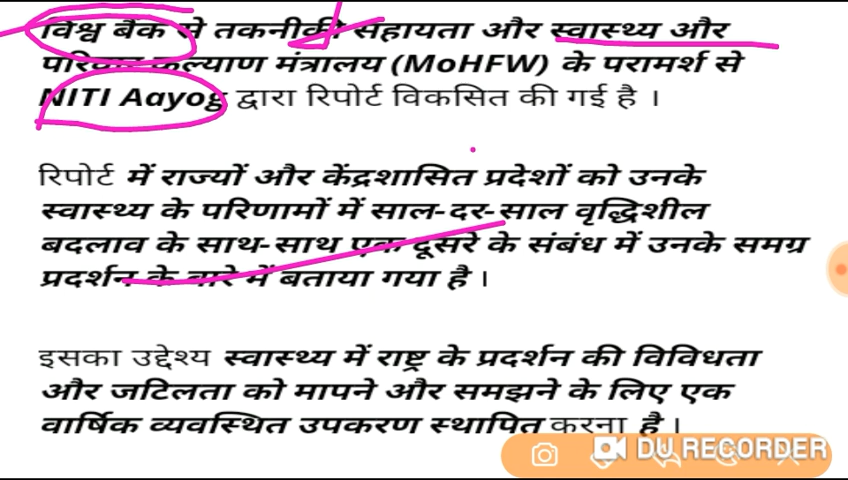 विश्व बैंक से तकनीकी सहायता और स्वास्थ्य और
परिवार कल्याण मंत्रालय (MoHFW) के परामर्श से
NITI Aayog द्वारा रिपोर्ट विकसित की गई है ।
रिपोर्ट में राज्यों और केंद्रशासित प्रदेशों को उनके
स्वास्थ्य के परिणामों में साल-दर-साल वृद्धिशील
बदलाव के साथ-साथ एक दूसरे के संबंध में उनके समग्र
प्रदर्शन के बारे में बताया गया है ।
इसका उद्देश्य स्वास्थ्य में राष्ट्र के प्रदर्शन की विविधता
और जटिलता को मापने और समझने के लिए एक
वार्षिक व्यवस्थित उपकरण स्थापित करना है ।
DU RECORDER